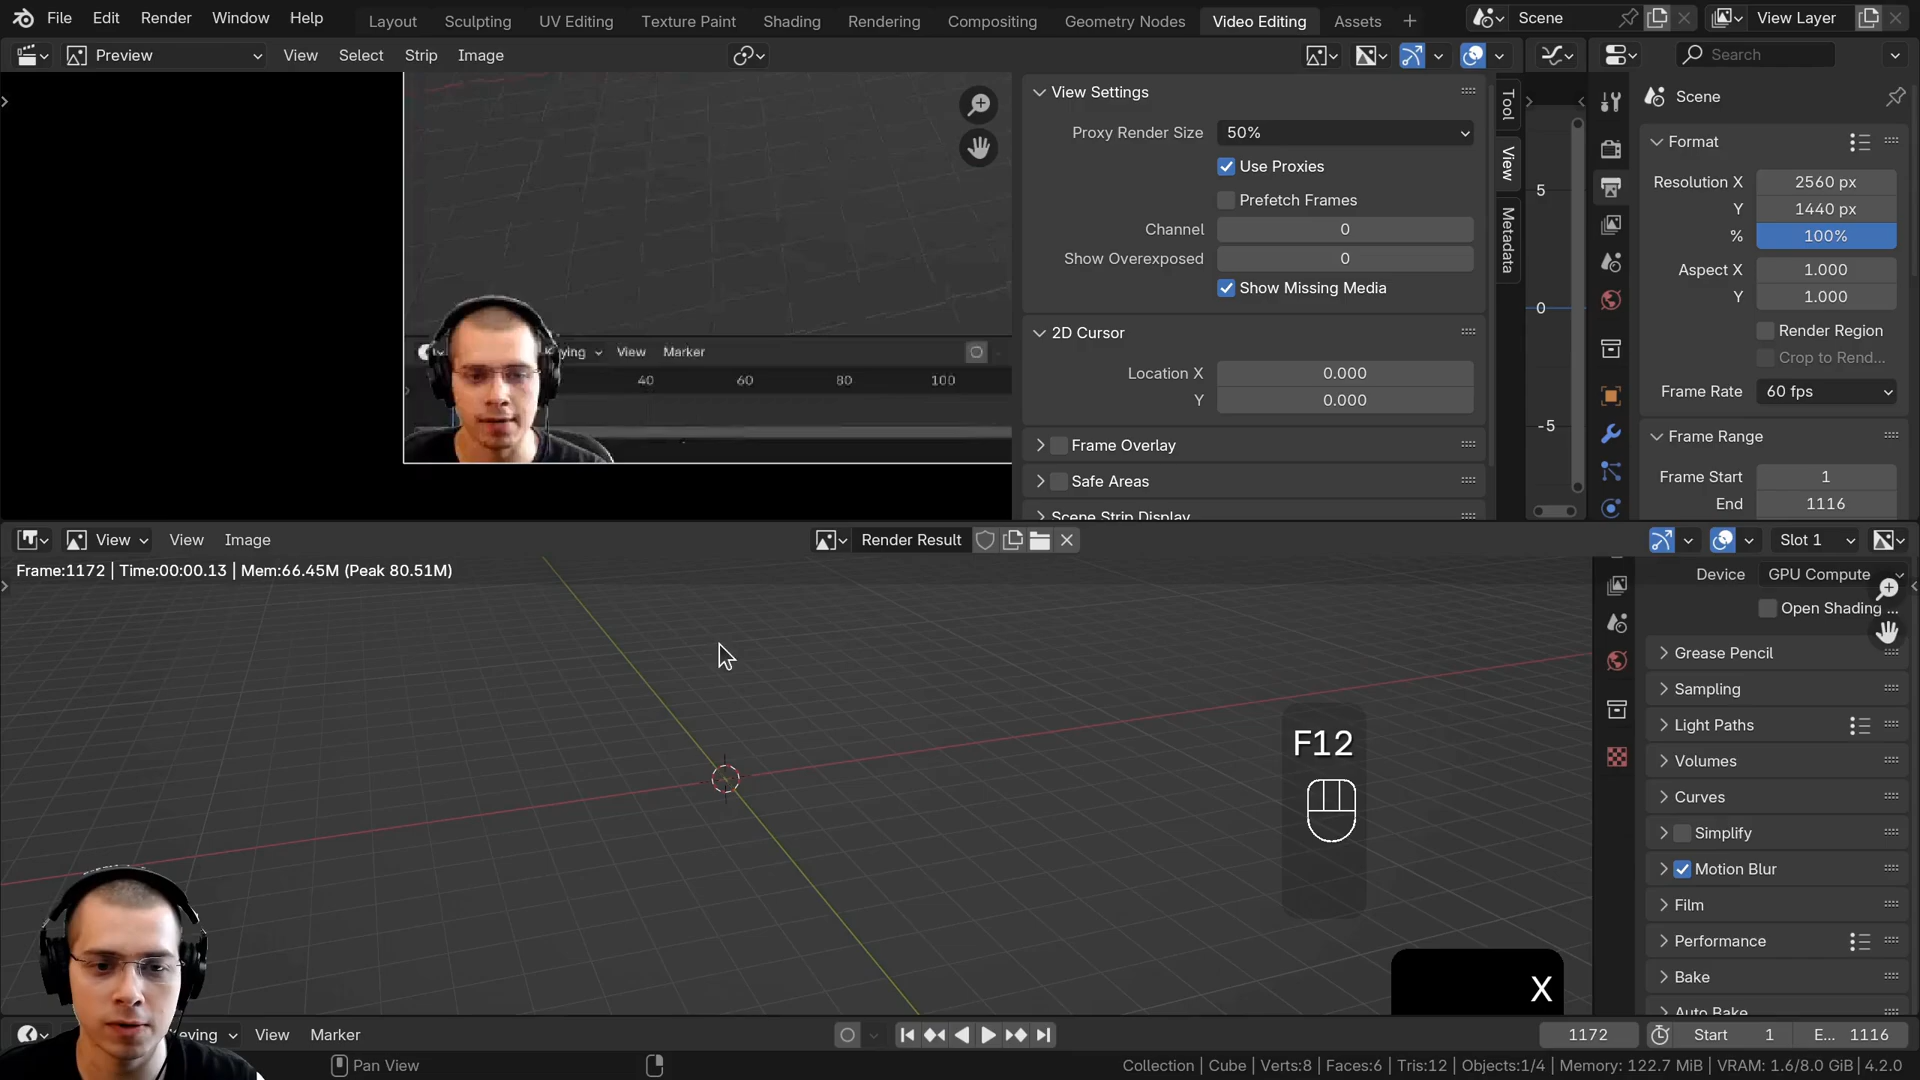 File Edit Render Window Help Layout Sculpting UV Editing Texture Paint Shading Rendering Compositing Geometry Nodes Video Editing Assets + Scene View Layer
Preview View Select Strip Image Search
View Settings
Proxy Render Size 50%
Use Proxies
Prefetch Frames
Channel 0
Show Overexposed 0
Show Missing Media
2D Cursor
Location X 0.000
Y 0.000
Frame Overlay
Safe Areas
Scene Strip Display
Tool
View
Metadata
5
0
-5
Scene
Format
Resolution X 2560 px
Y 1440 px
% 100%
Aspect X 1.000
Y 1.000
Render Region
Crop to Rend...
Frame Rate 60 fps
Frame Range
Frame Start 1
End 1116
View Marker
40 60 80 100
View View Image Render Result Slot 1
Frame:1172 | Time:00:00.13 | Mem:66.45M (Peak 80.51M)
Device GPU Compute
Open Shading ...
Grease Pencil
Sampling
Light Paths
Volumes
Curves
Simplify
Motion Blur
Film
Performance
Bake
Auto Bake
F12
X
View Marker 1172 Start 1 E... 1116
Pan View Collection | Cube | Verts:8 | Faces:6 | Tris:12 | Objects:1/4 | Memory: 122.7 MiB | VRAM: 1.6/8.0 GiB | 4.2.0